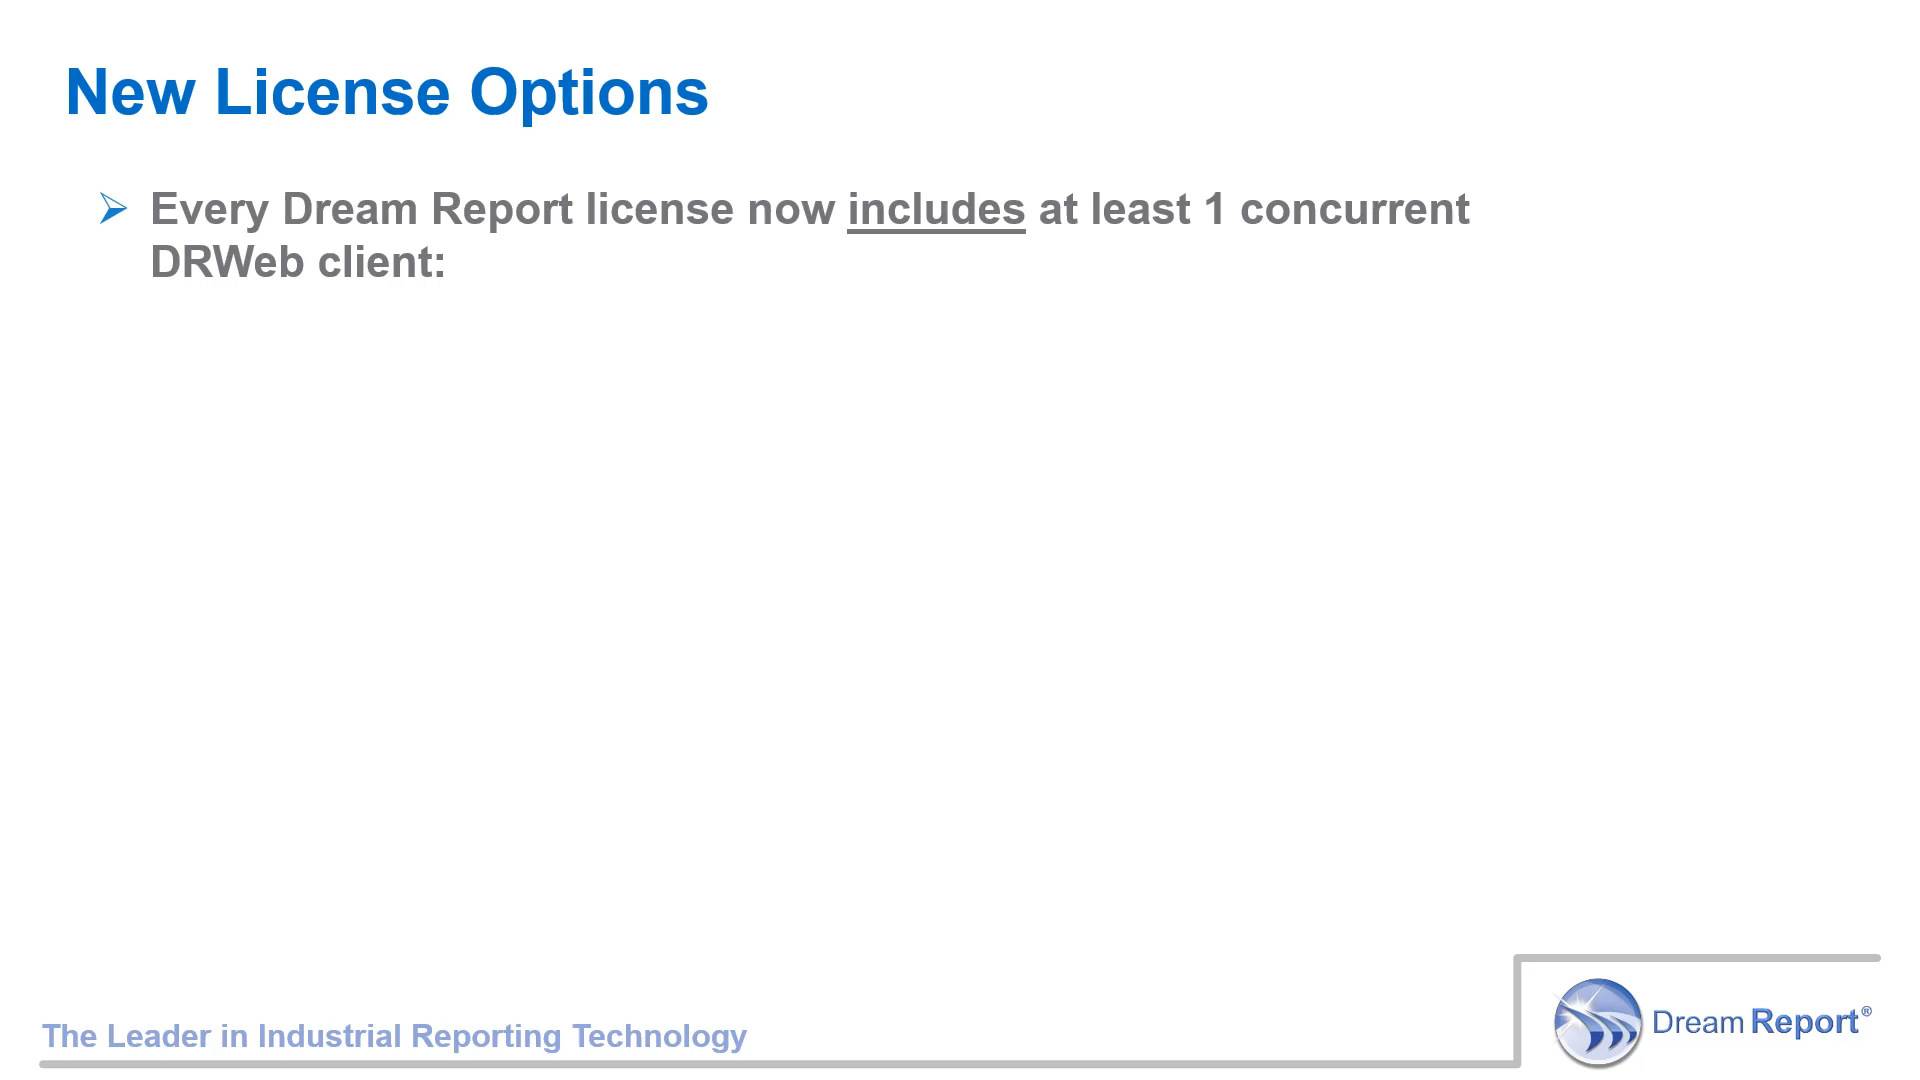 New License Options
Every Dream Report license now includes at least 1 concurrent
DRWeb client:
The Leader in Industrial Reporting Technology
Dream Report®